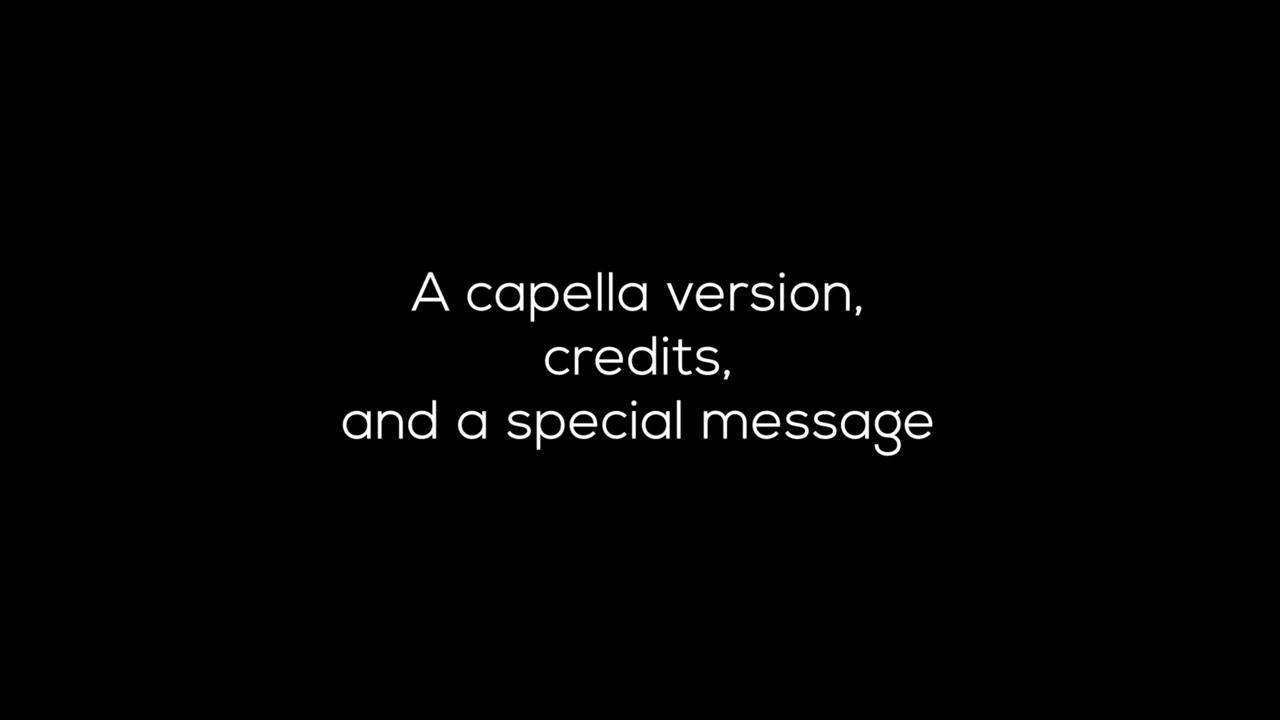 A capella version,
credits,
and a special message